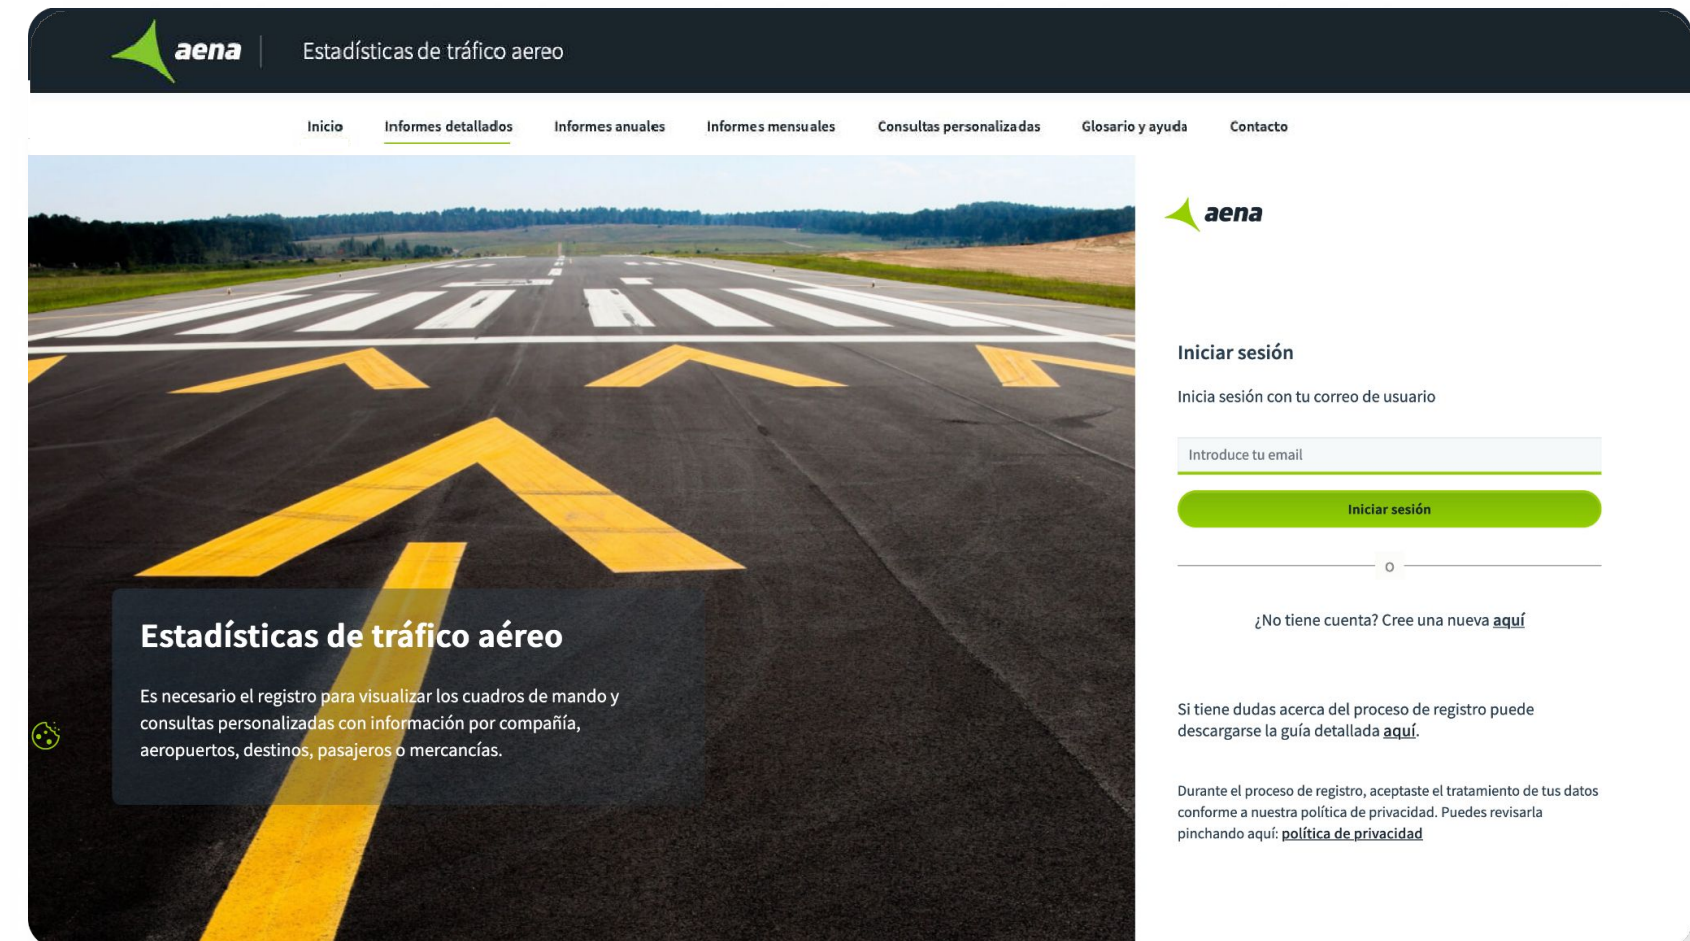 aena
Estadísticas de tráfico aereo
Inicio
Informes detallados
Informes anuales
Informes mensuales
Consultas personalizadas
Glosario y ayuda
Contacto
Estadísticas de tráfico aéreo
Es necesario el registro para visualizar los cuadros de mando y
consultas personalizadas con información por compañía,
aeropuertos, destinos, pasajeros o mercancías.
aena
Iniciar sesión
Inicia sesión con tu correo de usuario
Introduce tu email
Iniciar sesión
O
¿No tiene cuenta? Cree una nueva aquí
Si tiene dudas acerca del proceso de registro puede
descargarse la guía detallada aquí.
Durante el proceso de registro, aceptaste el tratamiento de tus datos
conforme a nuestra política de privacidad. Puedes revisarla
pinchando aquí: política de privacidad